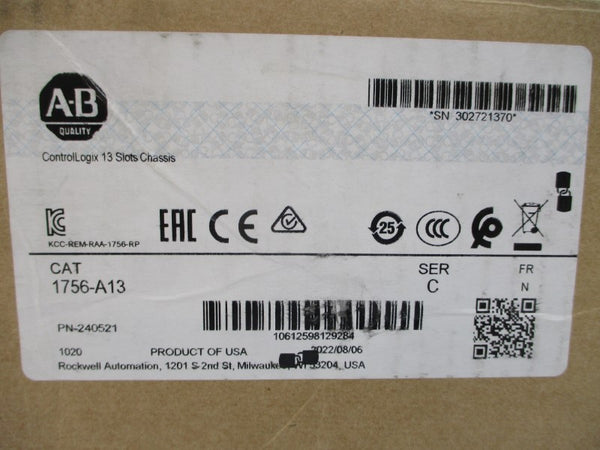 A-B
QUALITY
*SN 302721370*
ControlLogix 13 Slots Chassis
KCC-REM-RAA-1756-RP
EAC CE
25
CCC
CAT
1756-A13
SER
C
FR
N
PN-240521
10612598129284
1020 PRODUCT OF USA 2022/08/06
Rockwell Automation, 1201 S 2nd St, Milwaukee, WI 53204, USA